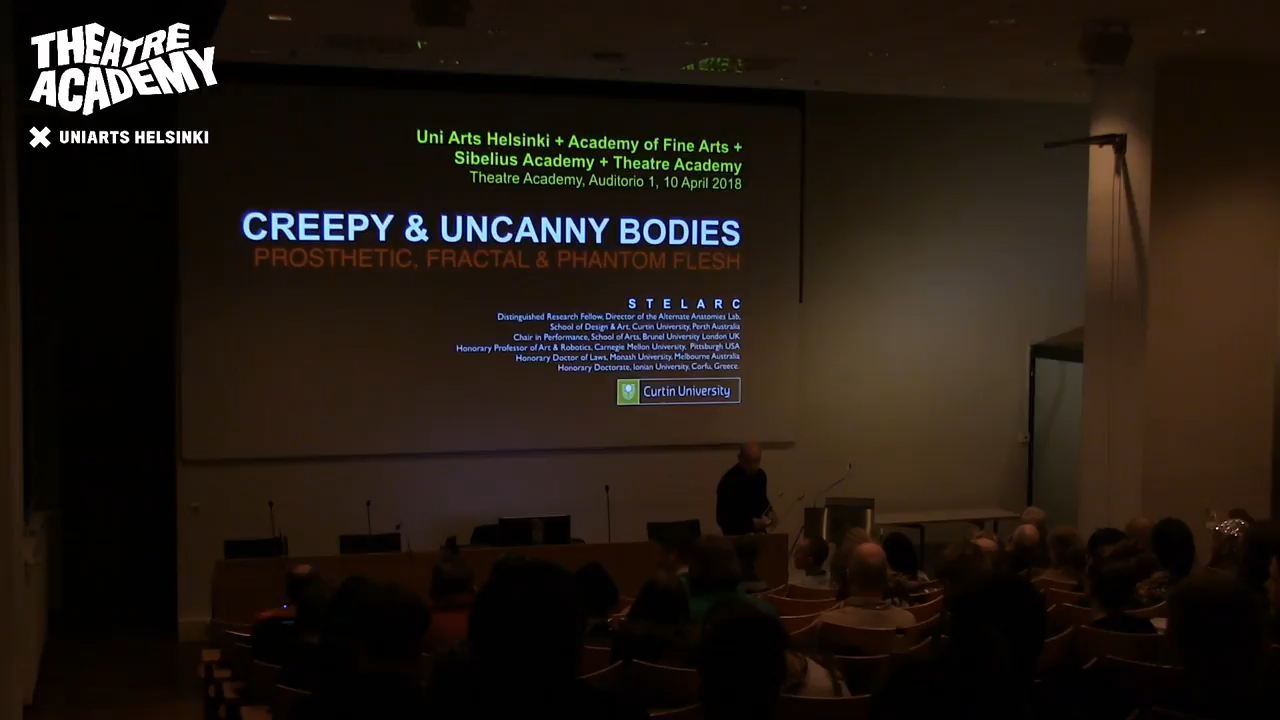 THEATRE
ACADEMY
UNIARTS HELSINKI
Uni Arts Helsinki + Academy of Fine Arts +
Sibelius Academy + Theatre Academy
Theatre Academy, Auditorio 1, 10 April 2018
CREEPY & UNCANNY BODIES
PROSTHETIC, FRACTAL & PHANTOM FLESH
STELARC
Distinguished Research Fellow, Director of the Alternate Anatomies Lab,
School of Design & Art, Curtin University, Perth Australia
Chair in Performance, School of Arts, Brunel University London UK
Honorary Professor of Art & Robotics, Carnegie Mellon University, Pittsburgh USA
Honorary Doctor of Laws, Monash University, Melbourne Australia
Honorary Doctorate, Ionian University, Corfu, Greece.
Curtin University